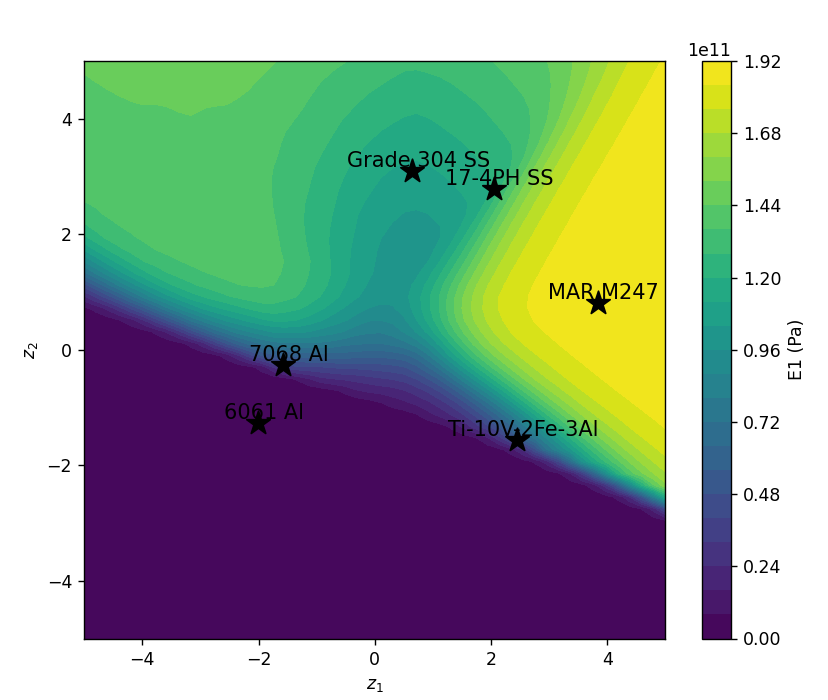 1e11
1.92
1.68
1.44
1.20
0.96
0.72
0.48
0.24
0.00
E1 (Pa)
4
2
0
−2
−4
z2
Grade 304 SS
17-4PH SS
MAR M247
7068 Al
6061 Al
Ti-10V-2Fe-3Al
−4
−2
0
2
4
z1